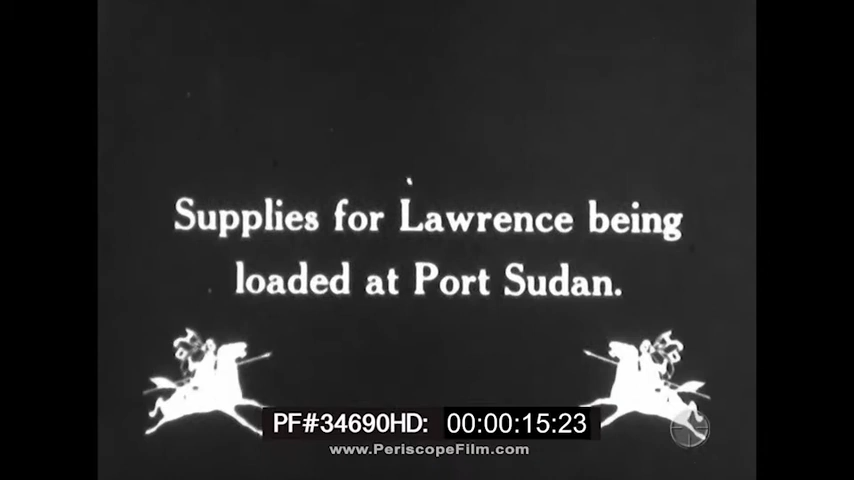 Supplies for Lawrence being
loaded at Port Sudan.
PF#34690HD: 00:00:15:23
www.PeriscopeFilm.com